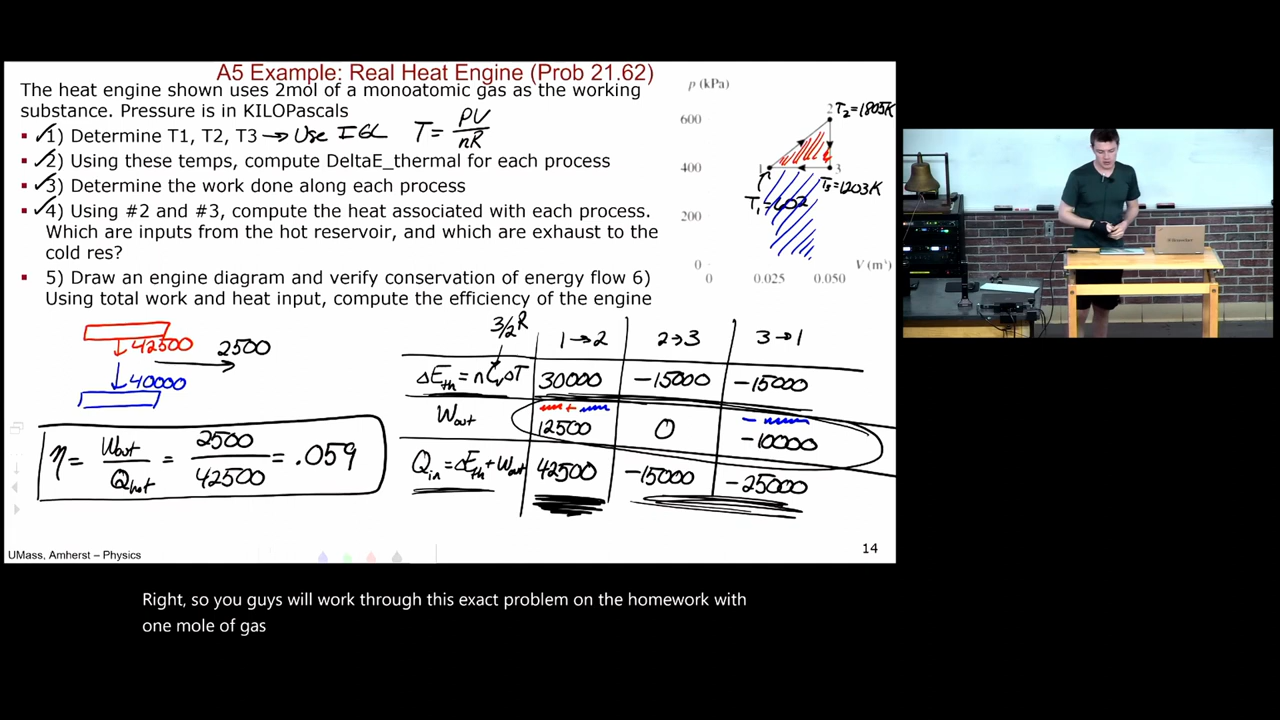 A5 Example: Real Heat Engine (Prob 21.62)
The heat engine shown uses 2mol of a monoatomic gas as the working
substance. Pressure is in KILOPascals
✓1) Determine T1, T2, T3 → Use IGL T = PV/nR
✓2) Using these temps, compute DeltaE_thermal for each process
✓3) Determine the work done along each process
✓4) Using #2 and #3, compute the heat associated with each process.
Which are inputs from the hot reservoir, and which are exhaust to the
cold res?
5) Draw an engine diagram and verify conservation of energy flow 6)
Using total work and heat input, compute the efficiency of the engine
p (kPa)
600
400
200
0
0 0.025 0.050 V (m³)
2 T₂=1805K
1 3
T₃=1203K
T₁=602
↓42500
2500
↓40000
η = Wout/Qhot = 2500/42500 = .059
3/2R
1→2 2→3 3→1
ΔEth = nCvΔT 30000 -15000 -15000
+ -
Wout 12500 0 -10000
Qin = ΔEth + Wout 42500 -15000 -25000
UMass, Amherst – Physics
14
Right, so you guys will work through this exact problem on the homework with
one mole of gas